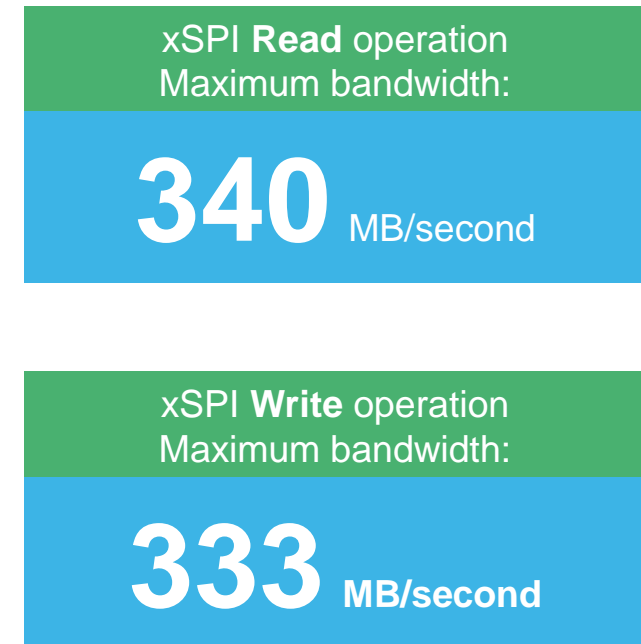 xSPI Read operation
Maximum bandwidth:
340 MB/second
xSPI Write operation
Maximum bandwidth:
333 MB/second